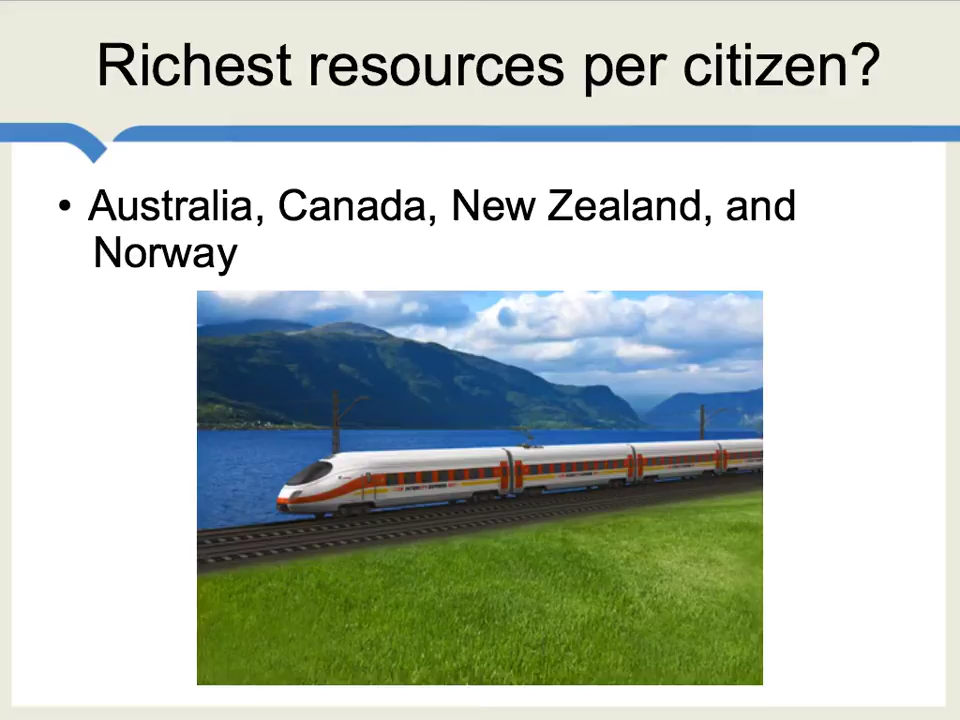 Richest resources per citizen?
• Australia, Canada, New Zealand, and
Norway